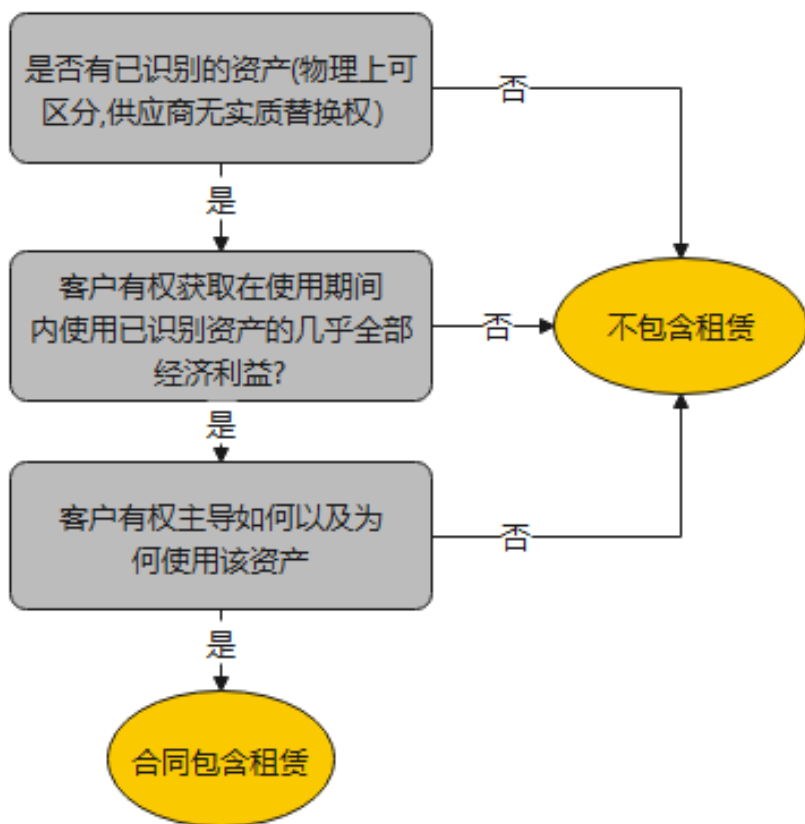 是否有已识别的资产(物理上可
区分,供应商无实质替换权）
否
是
客户有权获取在使用期间
内使用已识别资产的几乎全部
经济利益?
否
不包含租赁
是
客户有权主导如何以及为
何使用该资产
否
是
合同包含租赁